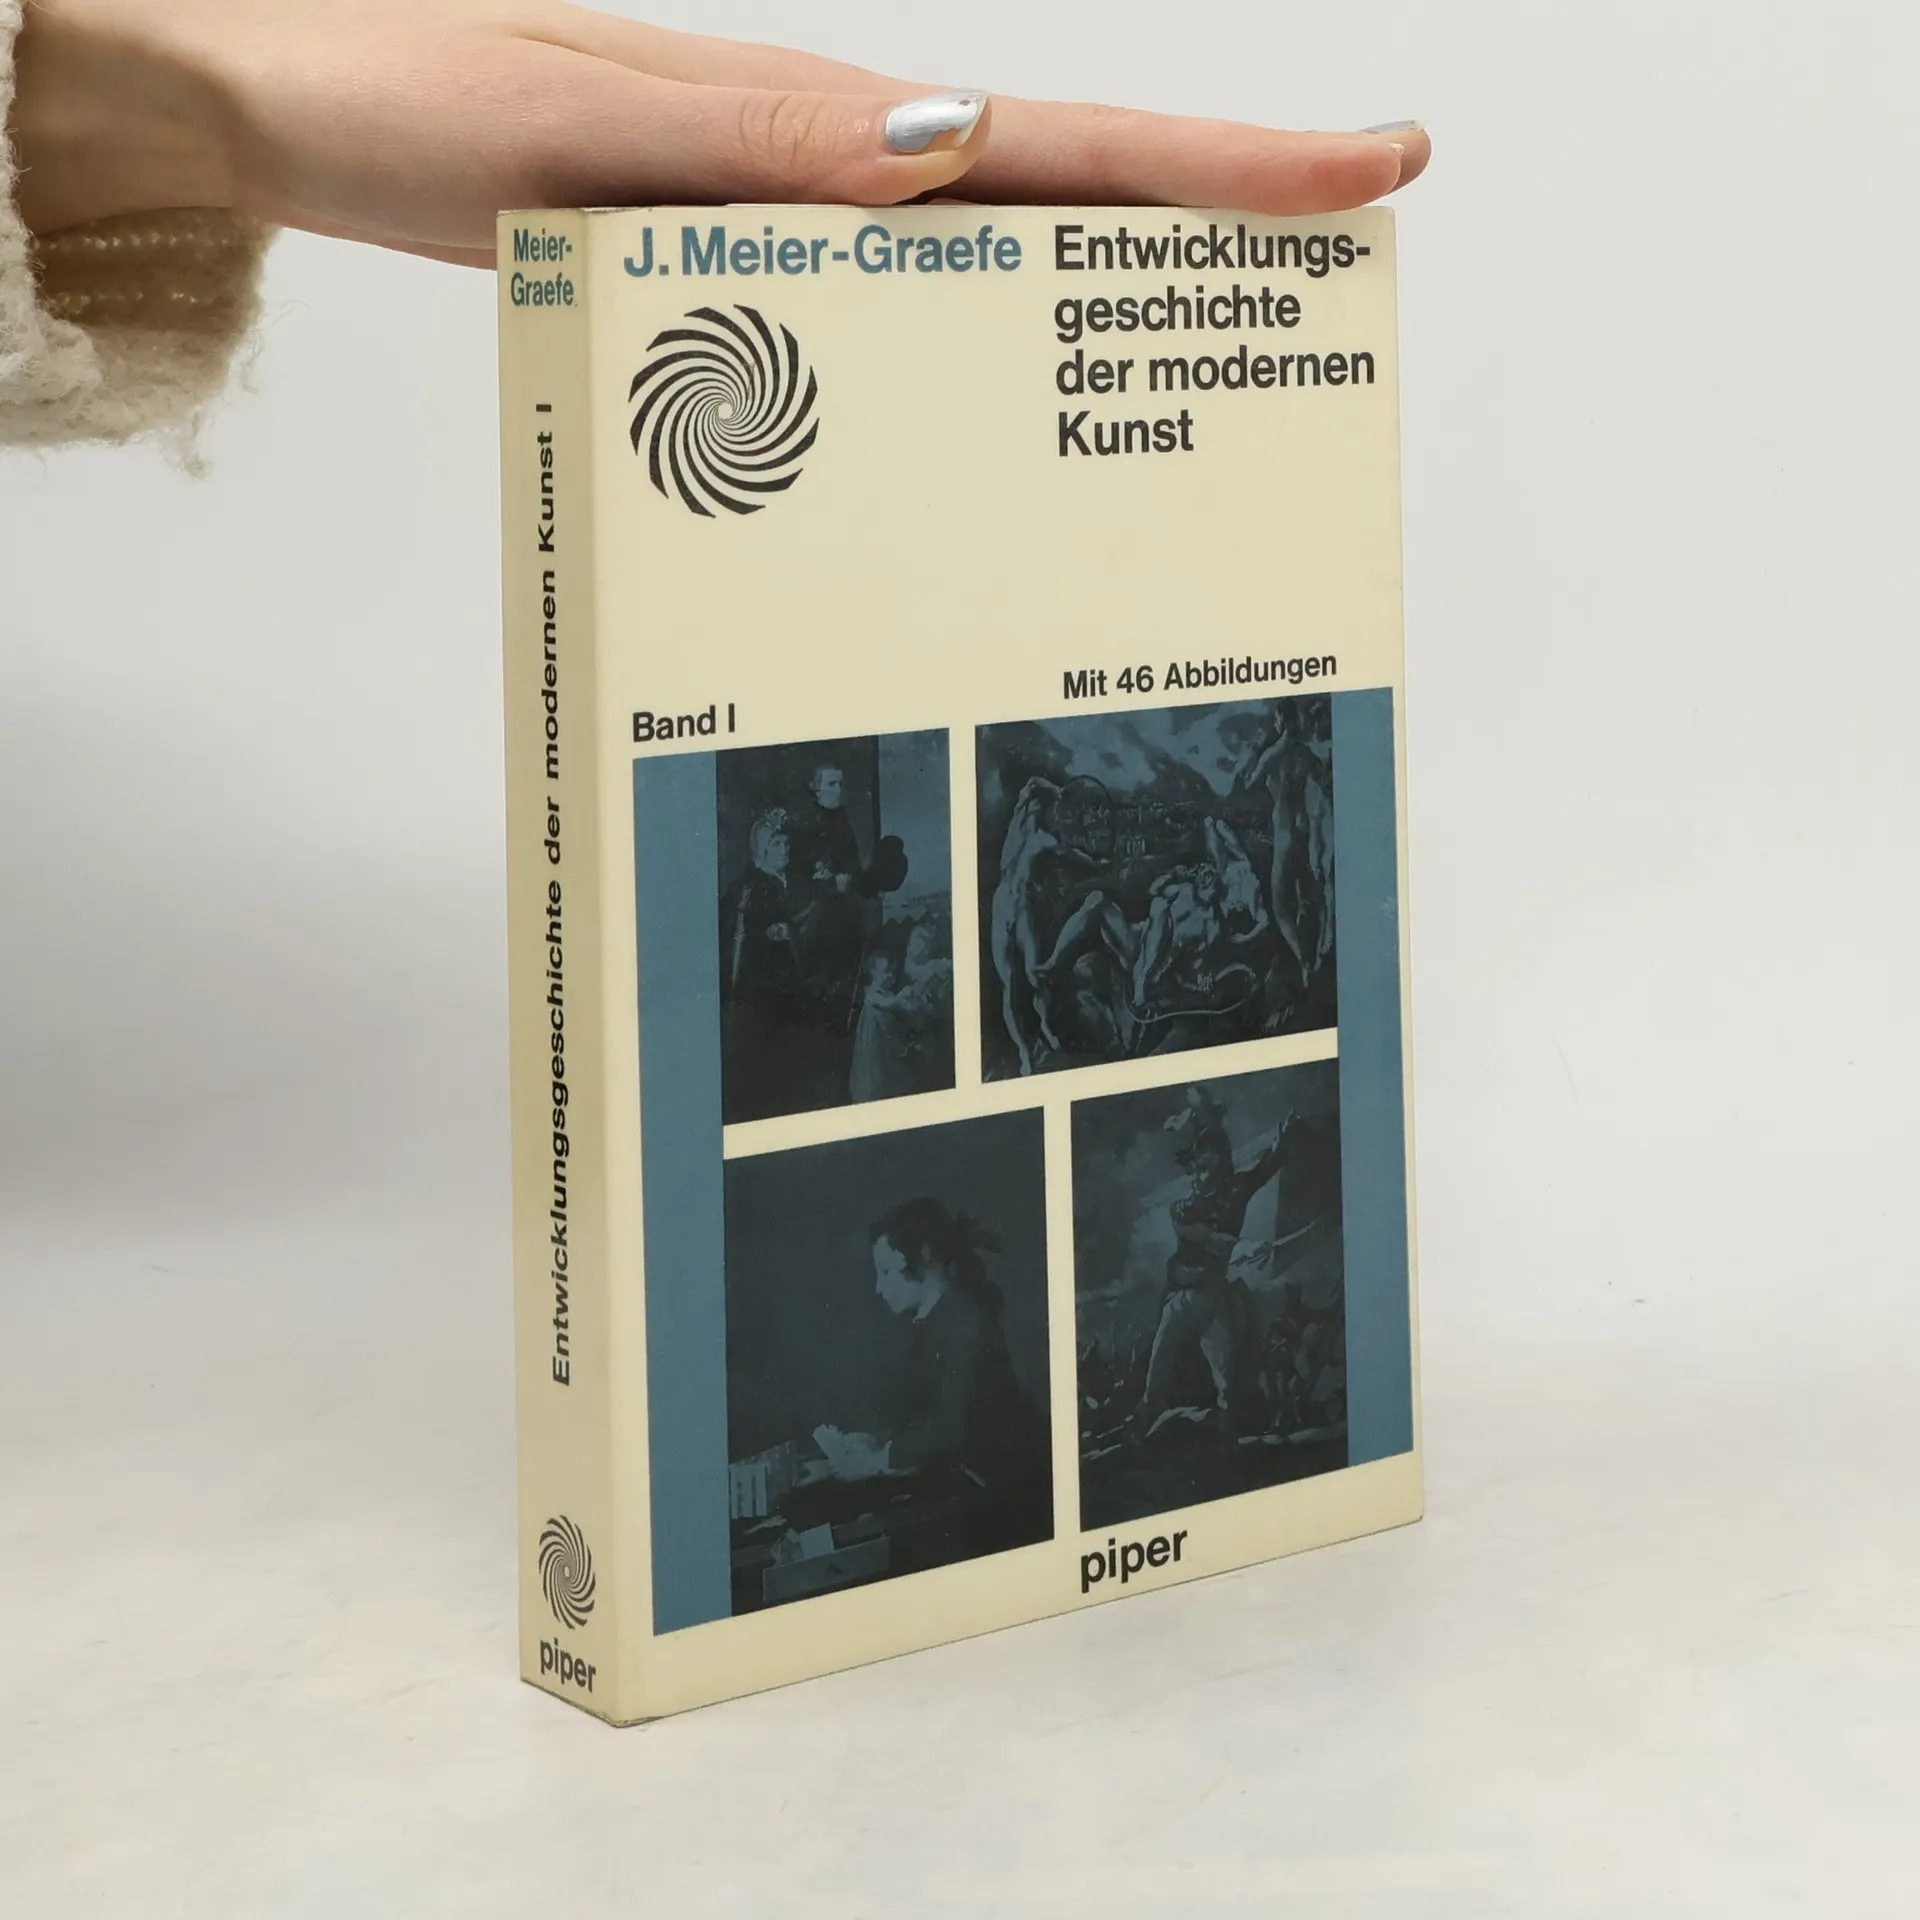 Meier-
Graefe
Entwicklungsgeschichte der modernen Kunst I
piper
J. Meier-Graefe
Entwicklungs-
geschichte
der modernen
Kunst
Mit 46 Abbildungen
Band I
piper